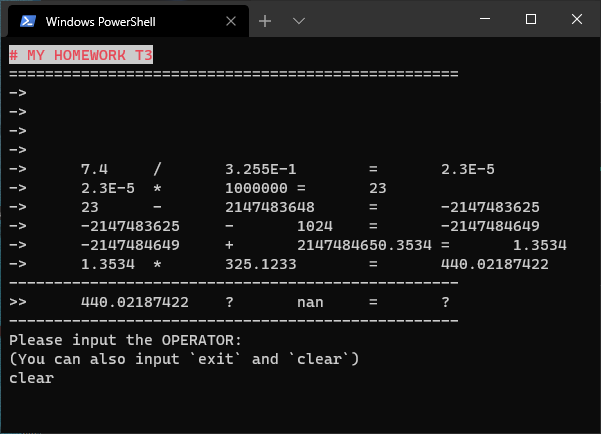 Windows PowerShell
# MY HOMEWORK T3
==================================================
->
->
->
->
-> 7.4 / 3.255E-1 = 2.3E-5
-> 2.3E-5 * 1000000 = 23
-> 23 - 2147483648 = -2147483625
-> -2147483625 - 1024 = -2147484649
-> -2147484649 + 2147484650.3534 = 1.3534
-> 1.3534 * 325.1233 = 440.02187422
--------------------------------------------------
>> 440.02187422 ? nan = ?
--------------------------------------------------
Please input the OPERATOR:
(You can also input `exit` and `clear`)
clear